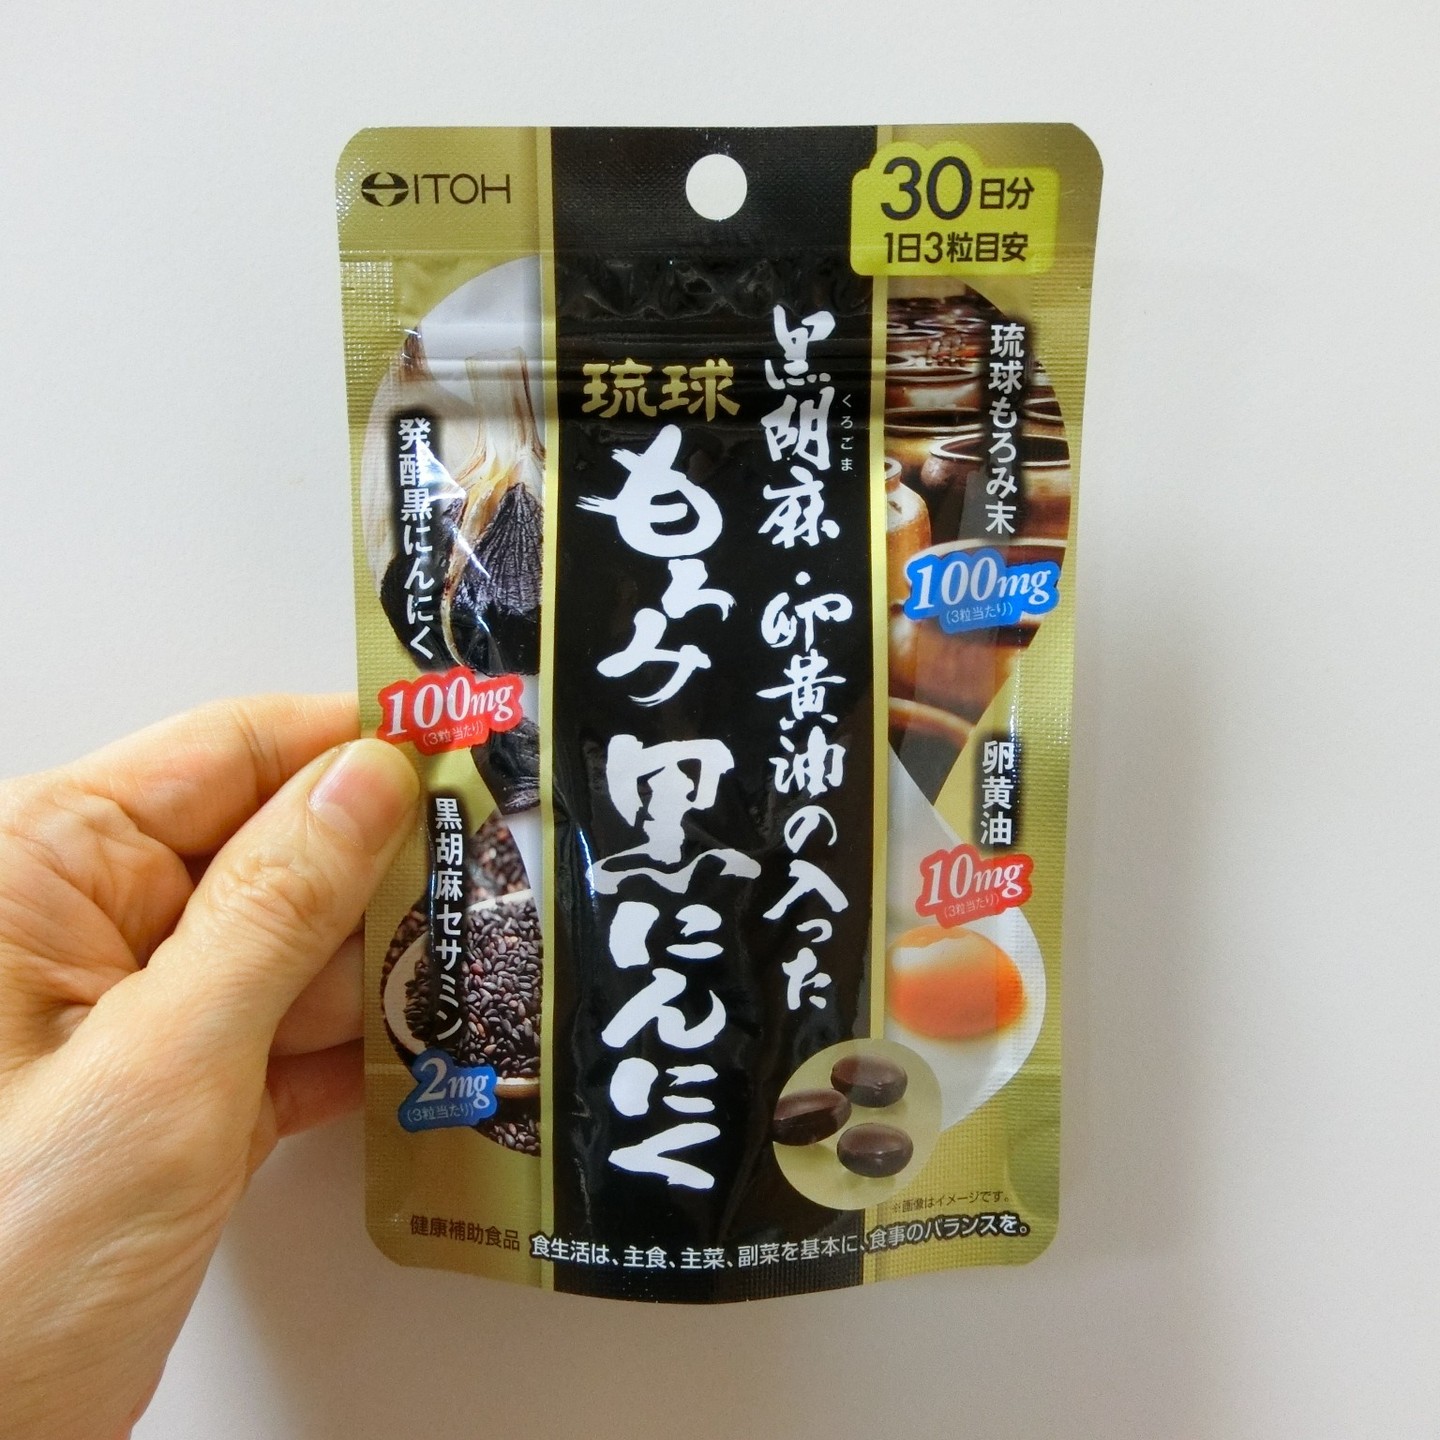 ITOH
30日分
1日3粒目安
黒胡麻・卵黄油の入った
くろごま
琉球
もろみ黒にんにく
琉球もろみ末
100mg
(3粒当たり)
発酵黒にんにく
100mg
(3粒当たり)
卵黄油
10mg
(3粒当たり)
黒胡麻セサミン
2mg
(3粒当たり)
※画像はイメージです。
健康補助食品
食生活は、主食、主菜、副菜を基本に、食事のバランスを。